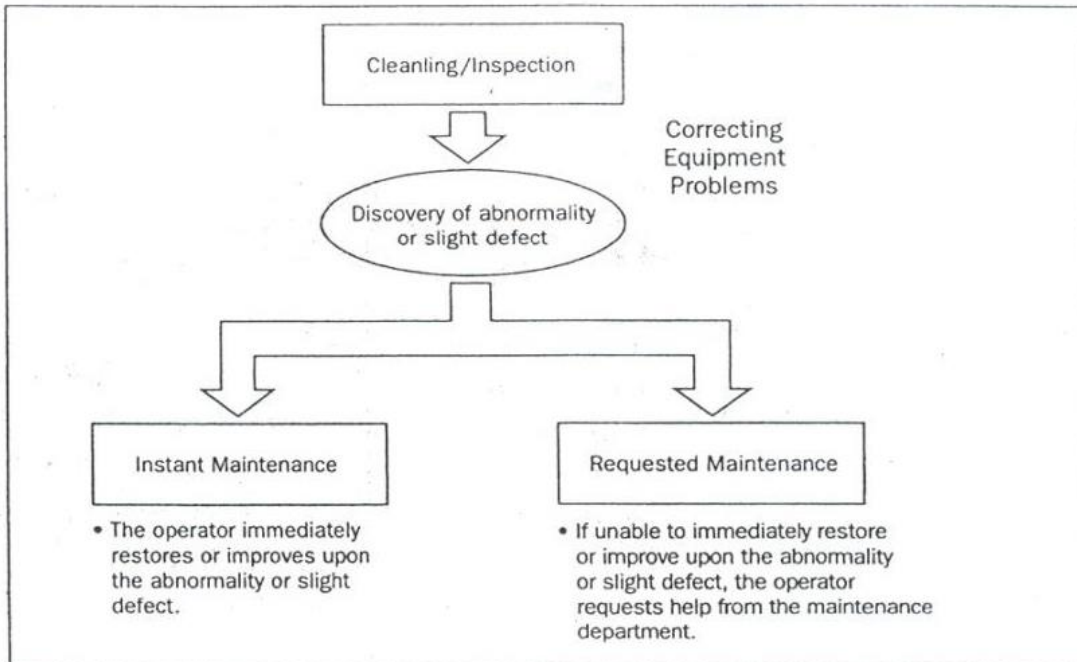 Cleanling/Inspection
Correcting
Equipment
Problems
Discovery of abnormality
or slight defect
Instant Maintenance
• The operator immediately
restores or improves upon
the abnormality or slight
defect.
Requested Maintenance
• If unable to immediately restore
or improve upon the abnormality
or slight defect, the operator
requests help from the maintenance
department.